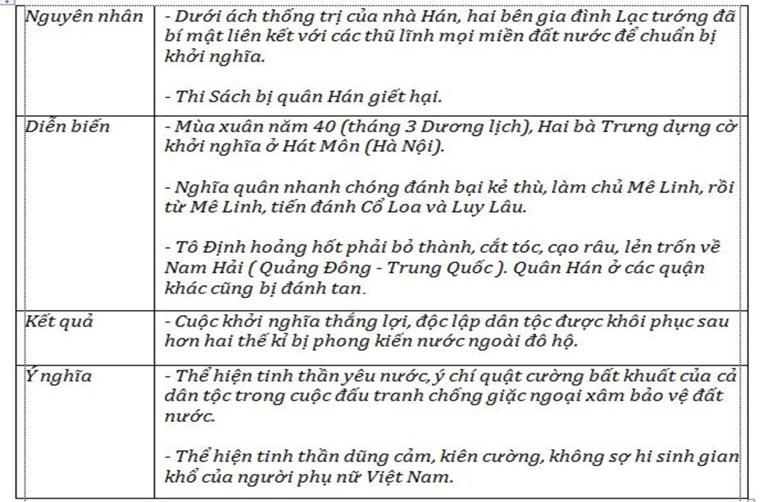 Nguyên nhân
- Dưới ách thống trị của nhà Hán, hai bên gia đình Lạc tướng đã
bí mật liên kết với các thũ lĩnh mọi miền đất nước để chuẩn bị
khởi nghĩa.
- Thi Sách bị quân Hán giết hại.
Diễn biến
- Mùa xuân năm 40 (tháng 3 Dương lịch), Hai bà Trưng dựng cờ
khởi nghĩa ở Hát Môn (Hà Nội).
- Nghĩa quân nhanh chóng đánh bại kẻ thù, làm chủ Mê Linh, rồi
từ Mê Linh, tiến đánh Cổ Loa và Luy Lâu.
- Tô Định hoảng hốt phải bỏ thành, cắt tóc, cạo râu, lẻn trốn về
Nam Hải ( Quảng Đông - Trung Quốc ). Quân Hán ở các quận
khác cũng bị đánh tan.
Kết quả
- Cuộc khởi nghĩa thắng lợi, độc lập dân tộc được khôi phục sau
hơn hai thế kỉ bị phong kiến nước ngoài đô hộ.
Ý nghĩa
- Thể hiện tinh thần yêu nước, ý chí quật cường bất khuất của cả
dân tộc trong cuộc đấu tranh chống giặc ngoại xâm bảo vệ đất
nước.
- Thể hiện tinh thần dũng cảm, kiên cường, không sợ hi sinh gian
khổ của người phụ nữ Việt Nam.